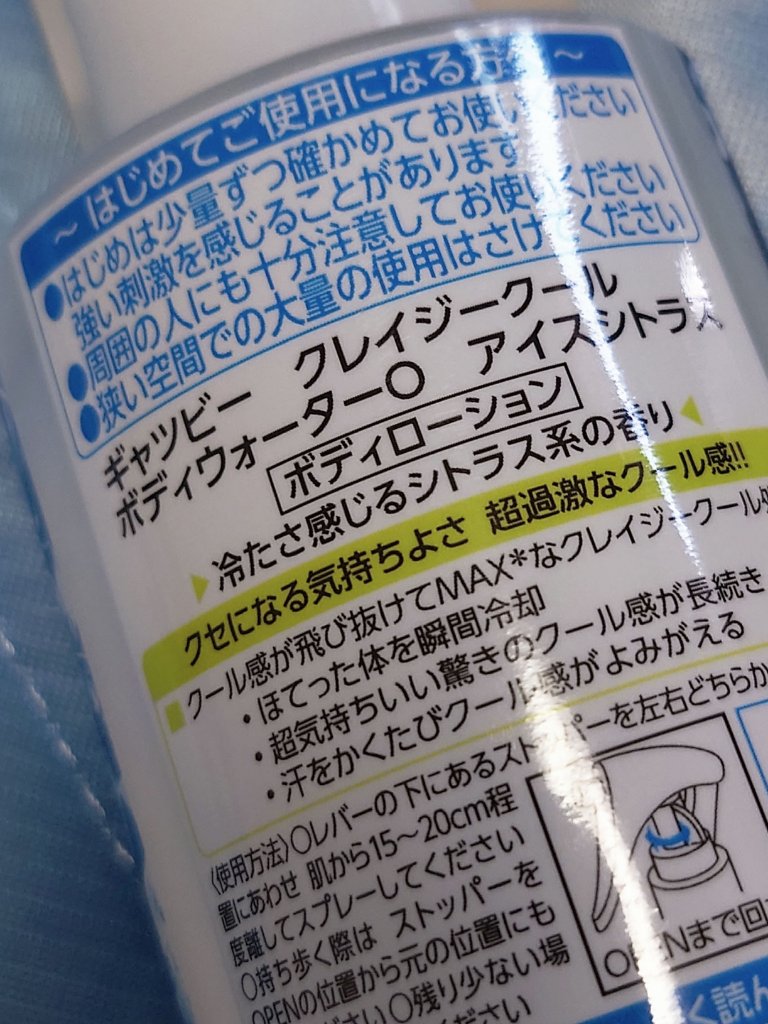 ~ はじめてご使用になる方 ~
●はじめは少量ずつ確かめてお使いください
強い刺激を感じることがあります
●周囲の人にも十分注意してお使いください
●狭い空間での大量の使用はさけてください
ギャツビー クレイジークール
ボディウォーター〇 アイスシトラス
ボディローション
冷たさ感じるシトラス系の香り
クセになる気持ちよさ 超過激なクール感!!
クール感が飛び抜けてMAX*なクレイジークール
・ほてった体を瞬間冷却
・超気持ちいい驚きのクール感が長続き
・汗をかくたびクール感がよみがえる
〈使用方法〉〇レバーの下にあるストッパーを左右どちらか
置にあわせ 肌から15~20cm程
度離してスプレーしてください
〇持ち歩く際は ストッパーを
OPENの位置から元の位置にも
ださい 〇残り少ない場
ください
OPENまで回
く読ん